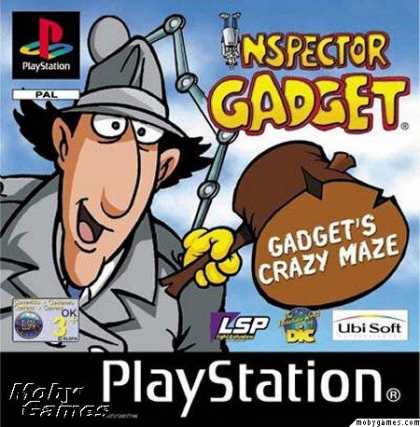 PlayStation
PAL
INSPECTOR
GADGET
GADGET'S
CRAZY MAZE
OK
3
LSP
DIC
Ubi Soft
Moby
Games
PlayStation®
mobygames.com